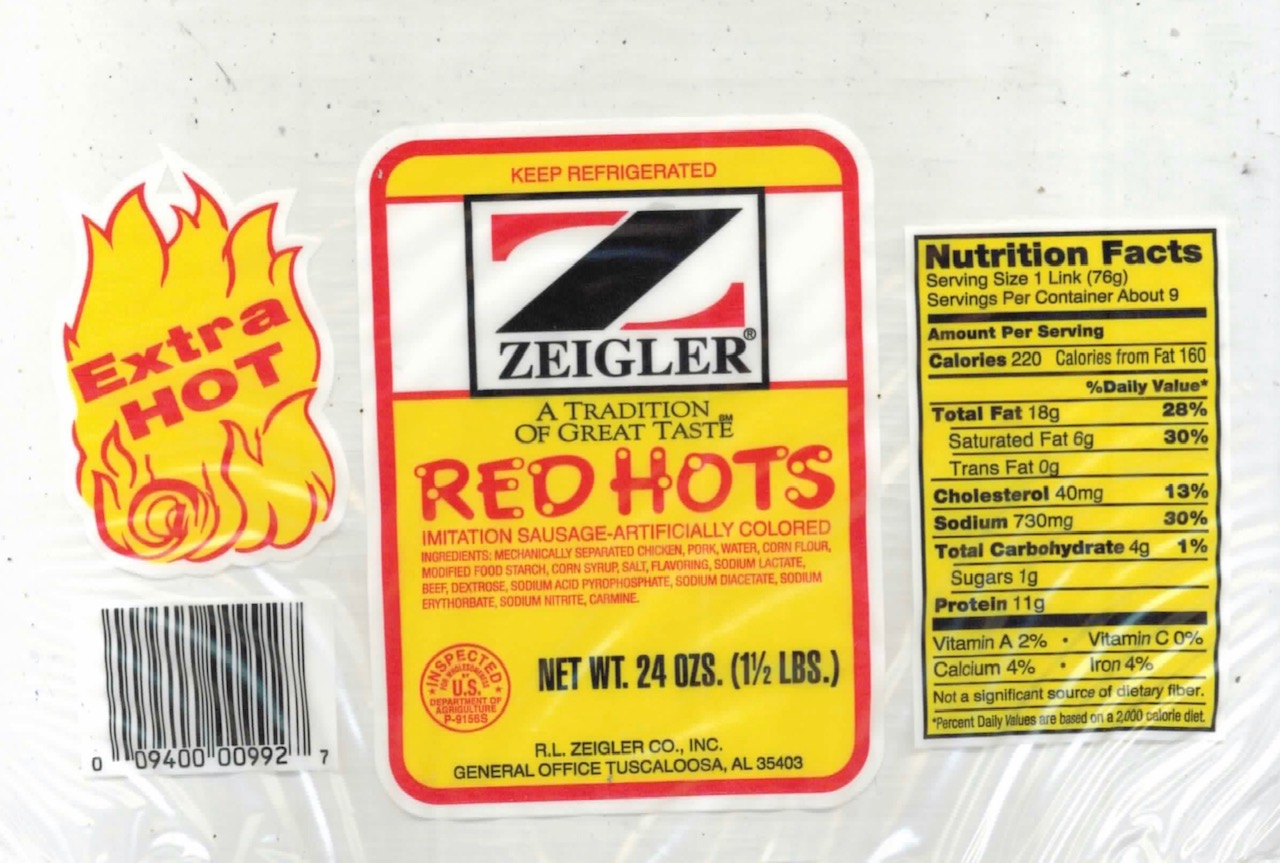 Extra
HOT
0 09400 00992 7
KEEP REFRIGERATED
ZEIGLER®
A TRADITION
OF GREAT TASTE℠
RED HOTS
IMITATION SAUSAGE-ARTIFICIALLY COLORED
INGREDIENTS: MECHANICALLY SEPARATED CHICKEN, PORK, WATER, CORN FLOUR,
MODIFIED FOOD STARCH, CORN SYRUP, SALT, FLAVORING, SODIUM LACTATE,
BEEF, DEXTROSE, SODIUM ACID PYROPHOSPHATE, SODIUM DIACETATE, SODIUM
ERYTHORBATE, SODIUM NITRITE, CARMINE.
INSPECTED
FOR WHOLESOMENESS
BY
U.S.
DEPARTMENT OF
AGRICULTURE
P-9156S
NET WT. 24 OZS. (1½ LBS.)
R.L. ZEIGLER CO., INC.
GENERAL OFFICE TUSCALOOSA, AL 35403
Nutrition Facts
Serving Size 1 Link (76g)
Servings Per Container About 9
Amount Per Serving
Calories 220 Calories from Fat 160
%Daily Value*
Total Fat 18g 28%
Saturated Fat 6g 30%
Trans Fat 0g
Cholesterol 40mg 13%
Sodium 730mg 30%
Total Carbohydrate 4g 1%
Sugars 1g
Protein 11g
Vitamin A 2% • Vitamin C 0%
Calcium 4% • Iron 4%
Not a significant source of dietary fiber.
*Percent Daily Values are based on a 2,000 calorie diet.